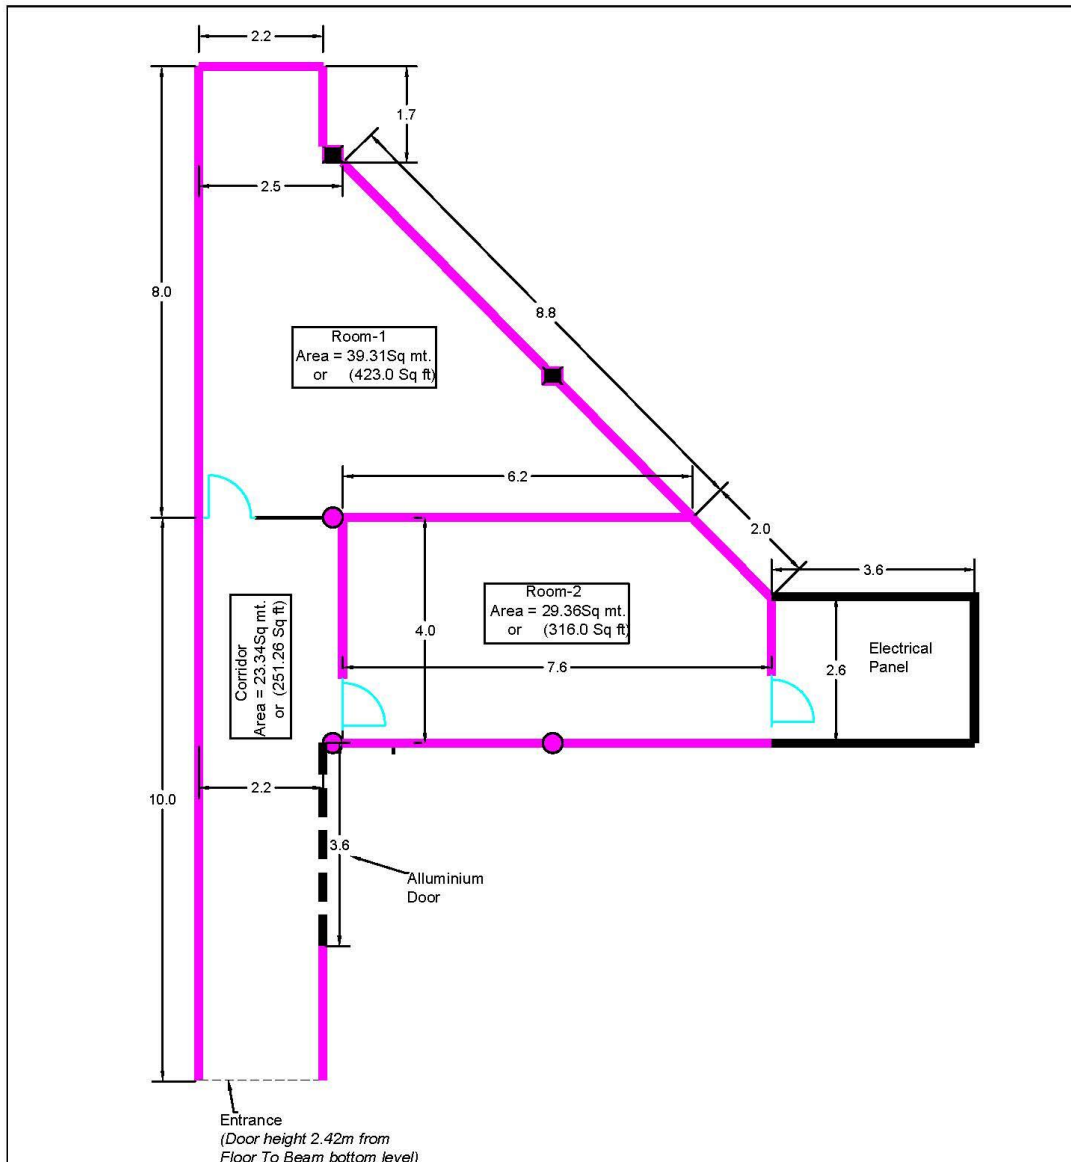 2.2
1.7
2.5
8.0
8.8
Room-1
Area = 39.31Sq mt.
or (423.0 Sq ft)
6.2
2.0
3.6
Room-2
Area = 29.36Sq mt.
or (316.0 Sq ft)
Corridor
Area = 23.34Sq mt.
or (251.26 Sq ft)
4.0
7.6
2.6
Electrical
Panel
2.2
10.0
3.6
Alluminium
Door
Entrance
(Door height 2.42m from
Floor To Beam bottom level)